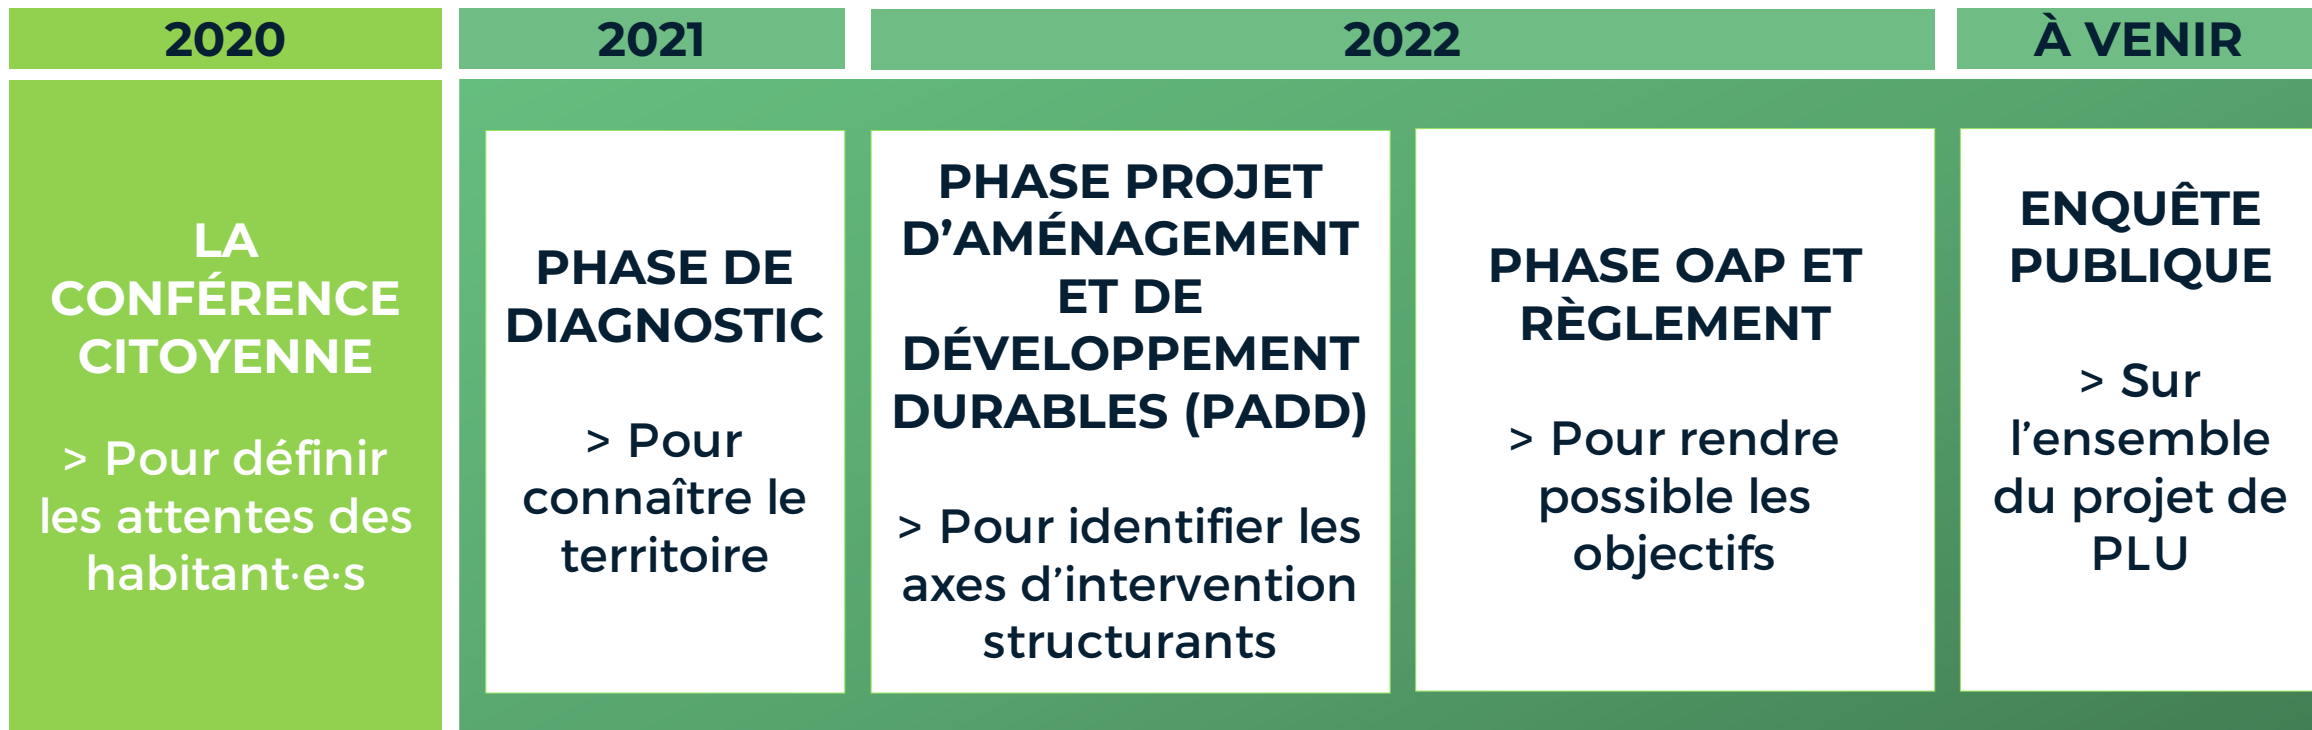 2020
LA
CONFÉRENCE
CITOYENNE
> Pour définir
les attentes des
habitant·e·s
2021
PHASE DE
DIAGNOSTIC
> Pour
connaître le
territoire
2022
PHASE PROJET
D’AMÉNAGEMENT
ET DE
DÉVELOPPEMENT
DURABLES (PADD)
> Pour identifier les
axes d’intervention
structurants
PHASE OAP ET
RÈGLEMENT
> Pour rendre
possible les
objectifs
À VENIR
ENQUÊTE
PUBLIQUE
> Sur
l’ensemble
du projet de
PLU